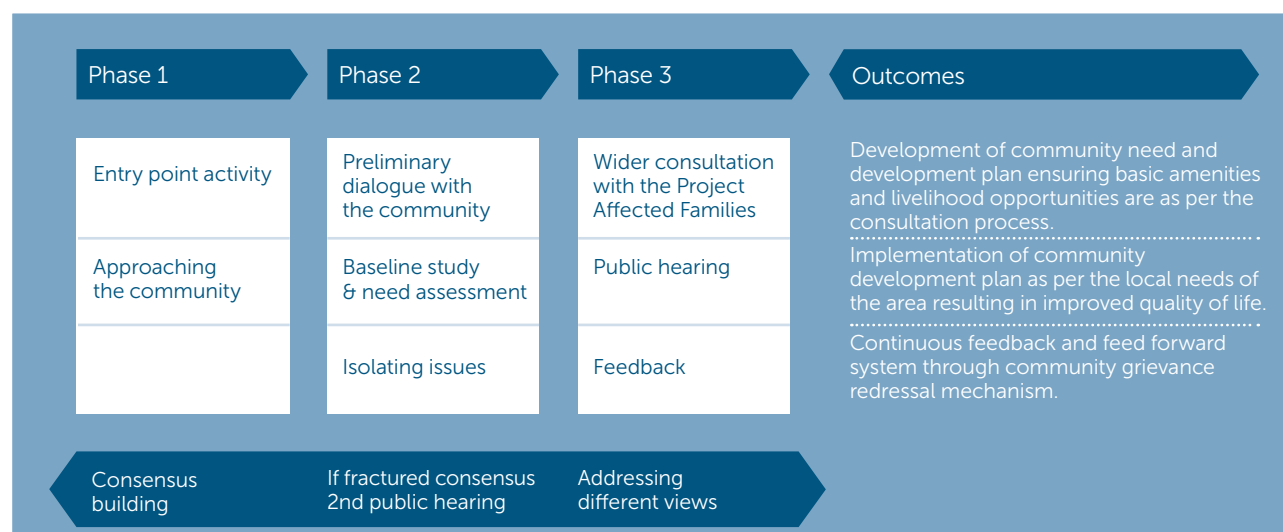 Phase 1
Phase 2
Phase 3
Outcomes
Entry point activity
Approaching
the community
Preliminary
dialogue with
the community
Baseline study
& need assessment
Isolating issues
Wider consultation
with the Project
Affected Families
Public hearing
Feedback
Development of community need and
development plan ensuring basic amenities
and livelihood opportunities are as per the
consultation process.
Implementation of community
development plan as per the local needs of
the area resulting in improved quality of life.
Continuous feedback and feed forward
system through community grievance
redressal mechanism.
Consensus
building
If fractured consensus
2nd public hearing
Addressing
different views